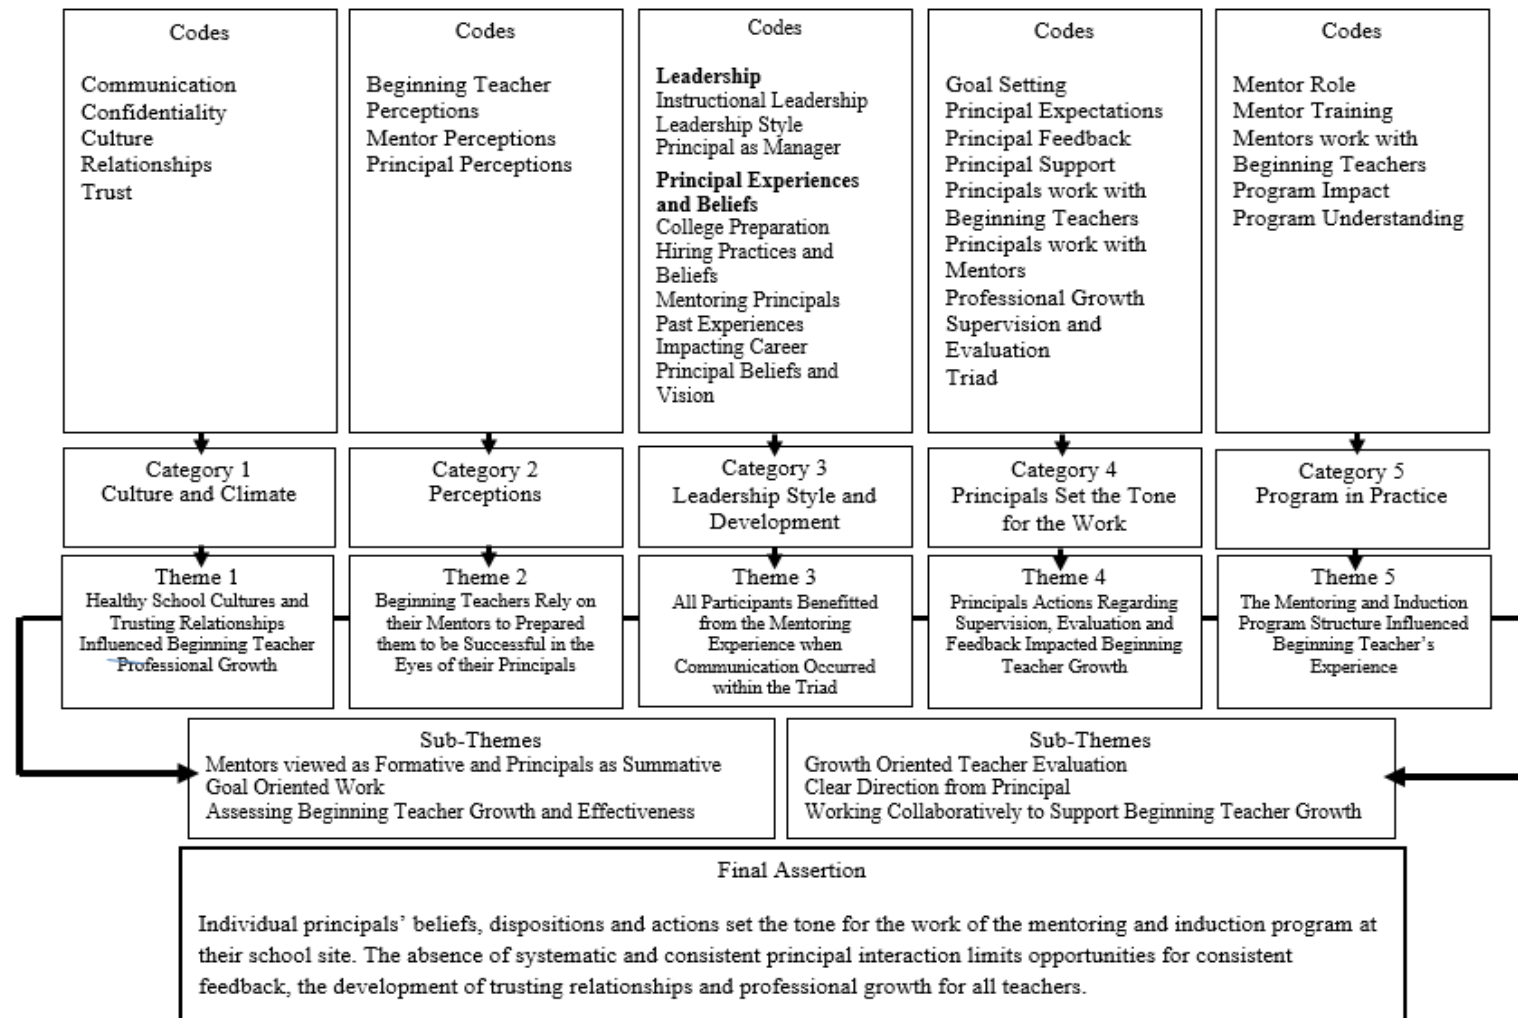 Codes
Communication
Confidentiality
Culture
Relationships
Trust
Codes
Beginning Teacher
Perceptions
Mentor Perceptions
Principal Perceptions
Codes
Leadership
Instructional Leadership
Leadership Style
Principal as Manager
Principal Experiences
and Beliefs
College Preparation
Hiring Practices and
Beliefs
Mentoring Principals
Past Experiences
Impacting Career
Principal Beliefs and
Vision
Codes
Goal Setting
Principal Expectations
Principal Feedback
Principal Support
Principals work with
Beginning Teachers
Principals work with
Mentors
Professional Growth
Supervision and
Evaluation
Triad
Codes
Mentor Role
Mentor Training
Mentors work with
Beginning Teachers
Program Impact
Program Understanding
Category 1
Culture and Climate
Category 2
Perceptions
Category 3
Leadership Style and
Development
Category 4
Principals Set the Tone
for the Work
Category 5
Program in Practice
Theme 1
Healthy School Cultures and
Trusting Relationships
Influenced Beginning Teacher
Professional Growth
Theme 2
Beginning Teachers Rely on
their Mentors to Prepared
them to be Successful in the
Eyes of their Principals
Theme 3
All Participants Benefitted
from the Mentoring
Experience when
Communication Occurred
within the Triad
Theme 4
Principals Actions Regarding
Supervision, Evaluation and
Feedback Impacted Beginning
Teacher Growth
Theme 5
The Mentoring and Induction
Program Structure Influenced
Beginning Teacher’s
Experience
Sub-Themes
Mentors viewed as Formative and Principals as Summative
Goal Oriented Work
Assessing Beginning Teacher Growth and Effectiveness
Sub-Themes
Growth Oriented Teacher Evaluation
Clear Direction from Principal
Working Collaboratively to Support Beginning Teacher Growth
Final Assertion
Individual principals’ beliefs, dispositions and actions set the tone for the work of the mentoring and induction program at
their school site. The absence of systematic and consistent principal interaction limits opportunities for consistent
feedback, the development of trusting relationships and professional growth for all teachers.